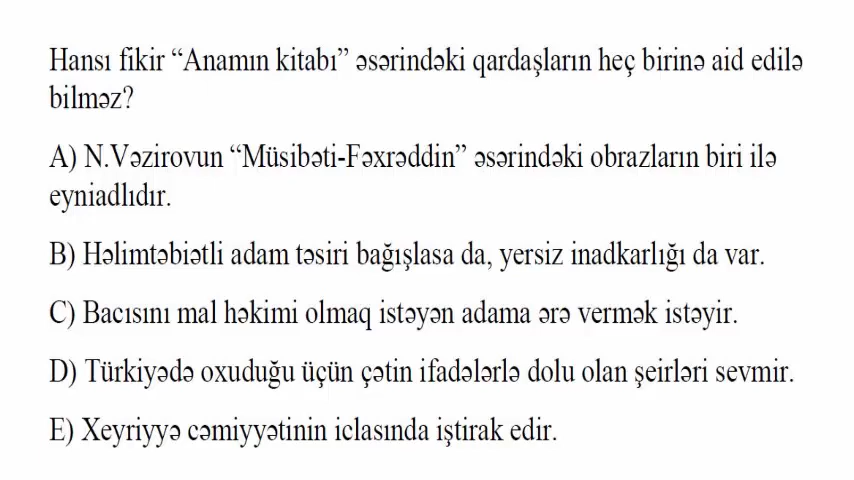 Hansı fikir “Anamın kitabı” əsərindəki qardaşların heç birinə aid edilə
bilməz?
A) N.Vəzirovun “Müsibəti-Fəxrəddin” əsərindəki obrazların biri ilə
eyniadlıdır.
B) Həlimtəbiətli adam təsiri bağışlasa da, yersiz inadkarlığı da var.
C) Bacısını mal həkimi olmaq istəyən adama ərə vermək istəyir.
D) Türkiyədə oxuduğu üçün çətin ifadələrlə dolu olan şeirləri sevmir.
E) Xeyriyyə cəmiyyətinin iclasında iştirak edir.